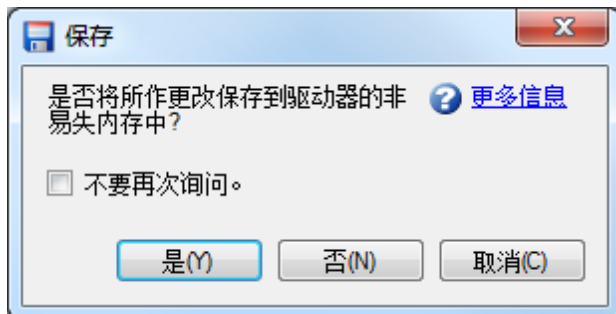 保存
是否将所作更改保存到驱动器的非
易失内存中?
更多信息
不要再次询问。
是(Y)
否(N)
取消(C)